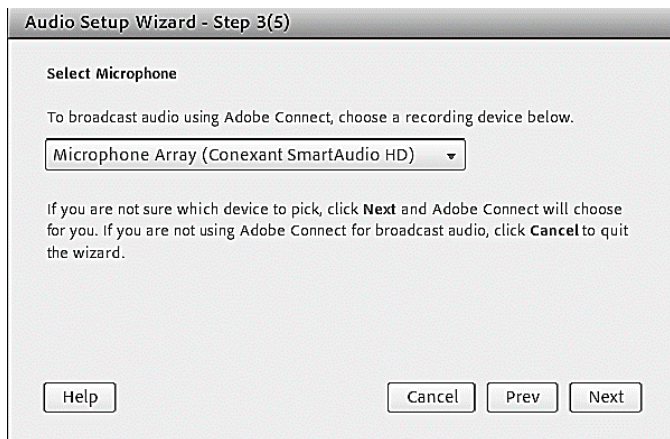 Audio Setup Wizard - Step 3(5)
Select Microphone
To broadcast audio using Adobe Connect, choose a recording device below.
Microphone Array (Conexant SmartAudio HD)
If you are not sure which device to pick, click Next and Adobe Connect will choose
for you. If you are not using Adobe Connect for broadcast audio, click Cancel to quit
the wizard.
Help Cancel Prev Next